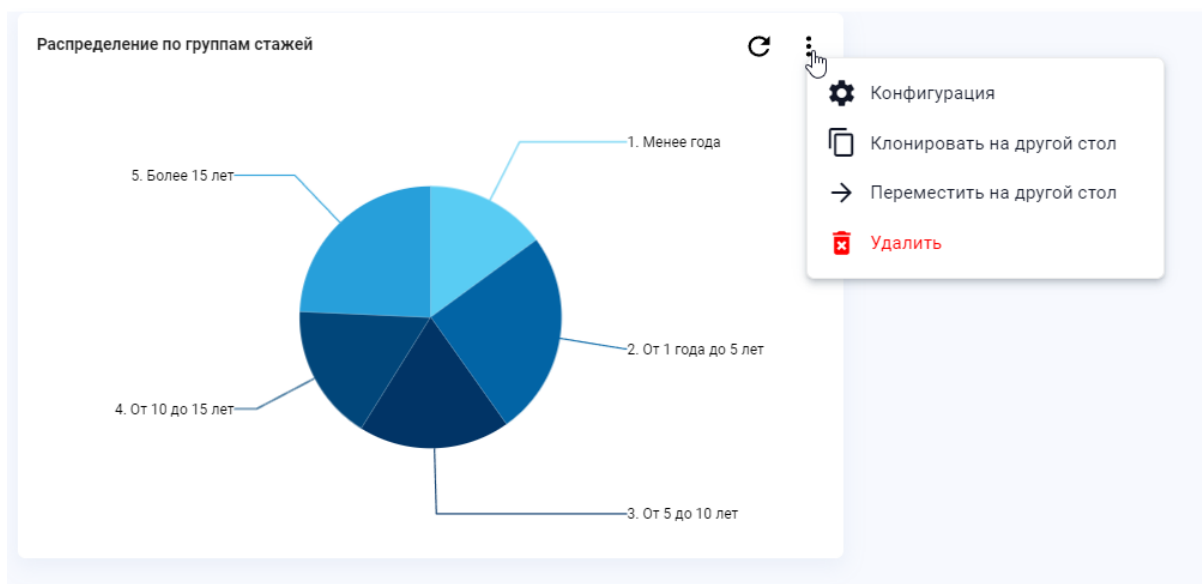 Распределение по группам стажей
Конфигурация
Клонировать на другой стол
Переместить на другой стол
Удалить
1. Менее года
5. Более 15 лет
2. От 1 года до 5 лет
4. От 10 до 15 лет
3. От 5 до 10 лет